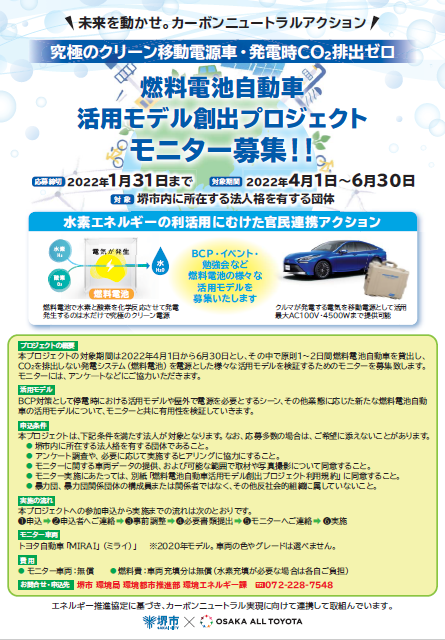 未来を動かせ。カーボンニュートラルアクション
究極のクリーン移動電源車・発電時CO₂排出ゼロ
燃料電池自動車
活用モデル創出プロジェクト
モニター募集!!
応募締切 2022年1月31日まで 対象期間 2022年4月1日~6月30日
対象 堺市内に所在する法人格を有する団体
水素エネルギーの利活用にむけた官民連携アクション
水素
H₂
酸素
O₂
電気が発生
燃料電池
水
H₂O
燃料電池で水素と酸素を化学反応させて発電
発生するのは水だけで究極のクリーン電源
BCP・イベント・
勉強会など
燃料電池の様々な
活用モデルを
募集いたします
クルマが発電する電気を移動電源として活用
最大AC100V・4500Wまで提供可能
プロジェクトの概要
本プロジェクトの対象期間は2022年4月1日から6月30日とし、その中で原則1~2日間燃料電池自動車を貸出し、
CO₂を排出しない発電システム(燃料電池)を電源とした様々な活用モデルを検証するためのモニターを募集致します。
モニターには、アンケートなどにご協力いただきます。
活用モデル
BCP対策として停電時における活用モデルや屋外で電源を必要とするシーン、その他業態に応じた新たな燃料電池自動
車の活用モデルについて、モニターと共に有用性を検証していきます。
申込条件
本プロジェクトは、下記条件を満たす法人が対象となります。なお、応募多数の場合は、ご希望に添えないことがあります。
● 堺市内に所在する法人格を有する団体であること。
● アンケート調査や、必要に応じて実施するヒアリングに協力すること。
● モニターに関する車両データの提供、および可能な範囲で取材や写真撮影について同意すること。
● モニター実施にあたっては、別紙「燃料電池自動車活用モデル創出プロジェクト利用規約」に同意すること。
● 暴力団、暴力団関係団体の構成員または関係者ではなく、その他反社会的組織に属していないこと。
実施の流れ
本プロジェクトへの参加申込から実施までの流れは次のとおりです。
❶申込➡❷申込者へご連絡➡❸事前調整➡❹必要書類提出➡❺モニターへご連絡➡❻実施
モニター車両
トヨタ自動車「MIRAI」(ミライ) ※2020年モデル。車両の色やグレードは選べません。
費用
● モニター車両:無償 ● 燃料費:車両充填分は無償(水素充填が必要な場合は各自ご負担)
お問合せ・申込先 堺市 環境局 環境都市推進部 環境エネルギー課 TEL 072-228-7548
エネルギー推進協定に基づき、カーボンニュートラル実現に向けて連携して取組んでいます。
堺市 × OSAKA ALL TOYOTA